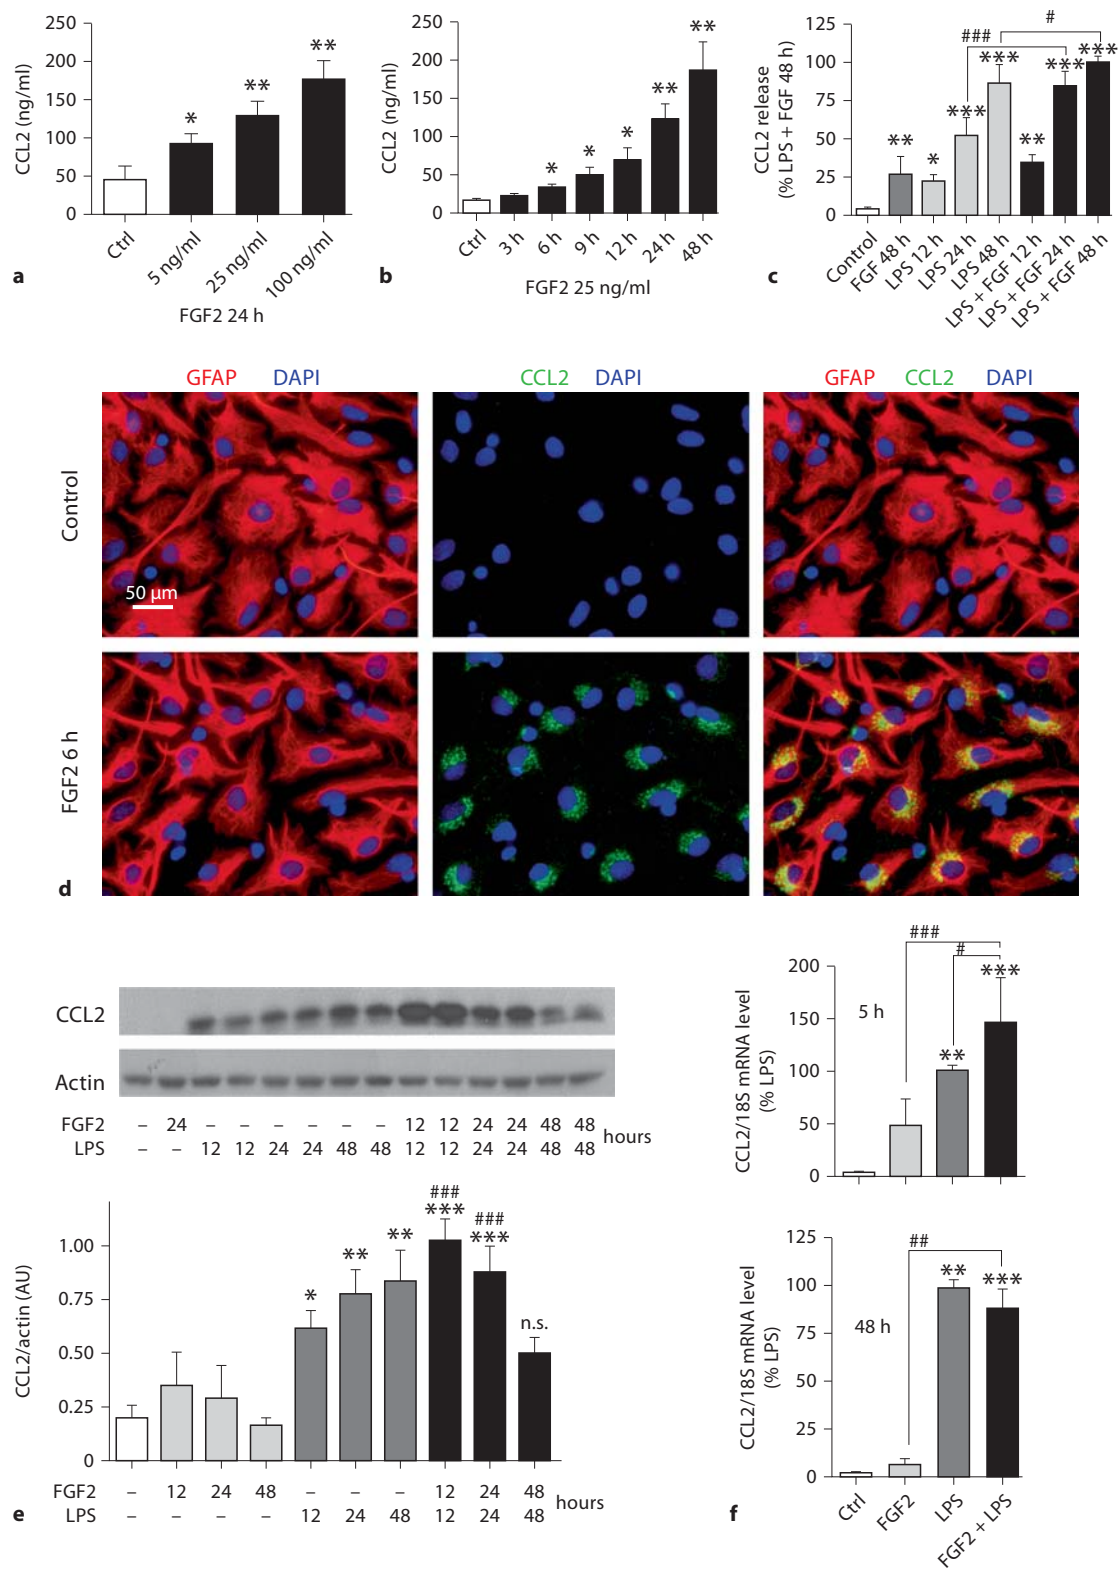 250
200
150
100
50
0
CCL2 (ng/ml)
*
**
**
Ctrl
5 ng/ml
25 ng/ml
100 ng/ml
FGF2 24 h
a
250
200
150
100
50
0
CCL2 (ng/ml)
*
*
*
**
**
Ctrl
3 h
6 h
9 h
12 h
24 h
48 h
FGF2 25 ng/ml
b
125
100
75
50
25
0
CCL2 release
(% LPS + FGF 48 h)
#
###
**
*
***
***
**
***
***
Control
FGF 48 h
LPS 12 h
LPS 24 h
LPS 48 h
LPS + FGF 12 h
LPS + FGF 24 h
LPS + FGF 48 h
c
GFAP DAPI
CCL2 DAPI
GFAP CCL2 DAPI
Control
50 µm
FGF2 6 h
d
CCL2
Actin
FGF2 – 24 12 12 24 24 48 48
LPS – – 12 12 24 24 48 48 12 12 24 24 48 48
hours
1.00
0.75
0.50
0.25
0
CCL2/actin (AU)
*
**
**
###
***
###
***
n.s.
FGF2 – 12 24 48 – – – 12 24 48
LPS – – – – 12 24 48 12 24 48
hours
e
###
#
200
150
100
50
0
CCL2/18S mRNA level
(% LPS)
5 h
**
***
125
100
75
50
25
0
CCL2/18S mRNA level
(% LPS)
48 h
##
**
***
Ctrl
FGF2
LPS
FGF2 + LPS
f